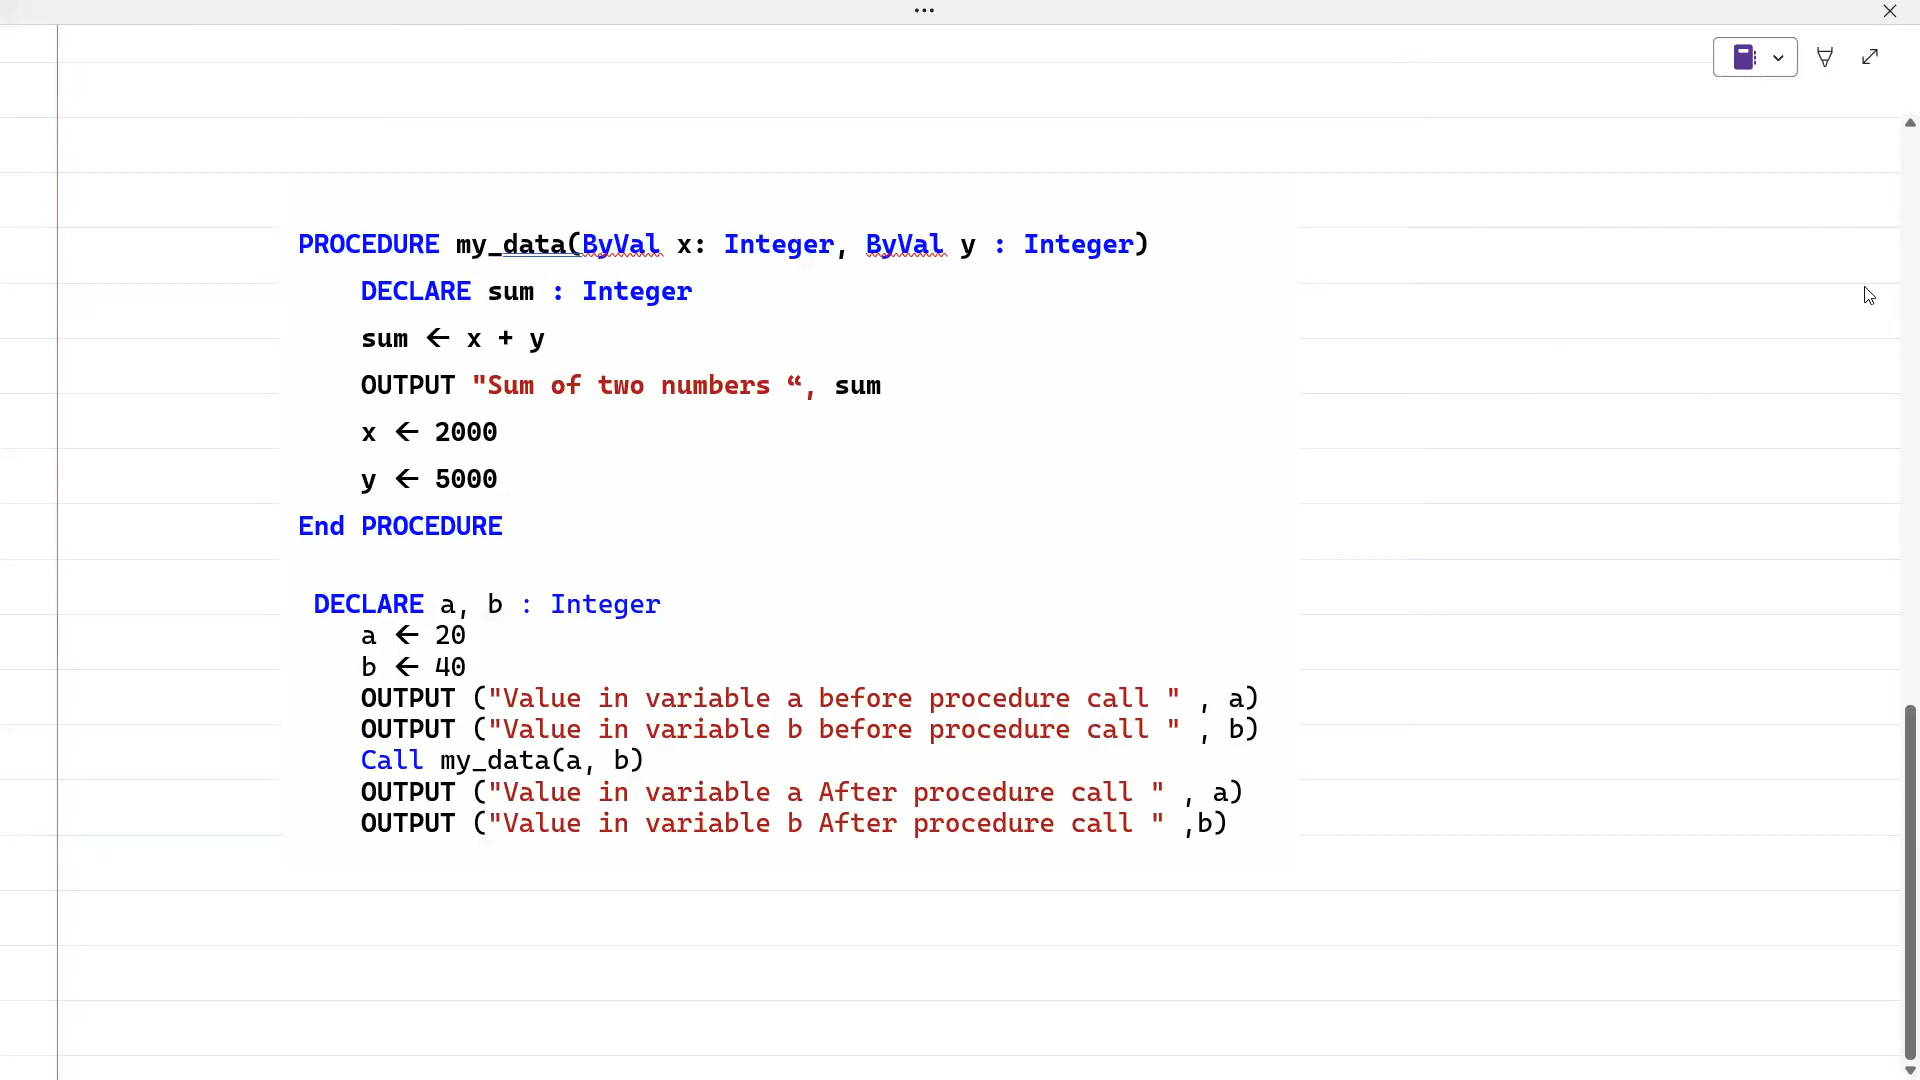 PROCEDURE my_data(ByVal x: Integer, ByVal y : Integer)
DECLARE sum : Integer
sum ← x + y
OUTPUT "Sum of two numbers “, sum
x ← 2000
y ← 5000
End PROCEDURE
DECLARE a, b : Integer
a ← 20
b ← 40
OUTPUT ("Value in variable a before procedure call " , a)
OUTPUT ("Value in variable b before procedure call " , b)
Call my_data(a, b)
OUTPUT ("Value in variable a After procedure call " , a)
OUTPUT ("Value in variable b After procedure call " ,b)